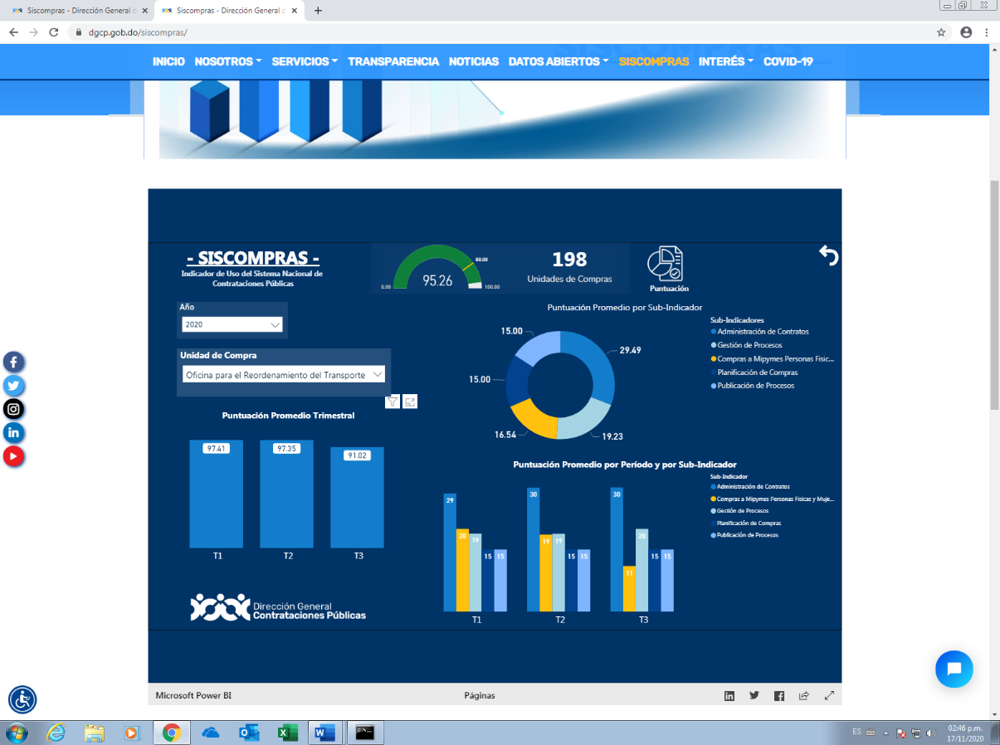 Siscompras - Dirección General d
Siscompras - Dirección General d
dgcp.gob.do/siscompras/
INICIO NOSOTROS SERVICIOS TRANSPARENCIA NOTICIAS DATOS ABIERTOS SISCOMPRAS INTERÉS COVID-19
- SISCOMPRAS -
Indicador de Uso del Sistema Nacional de
Contrataciones Públicas
95.26
0.00
80.00
100.00
198
Unidades de Compras
Puntuación
Año
2020
Unidad de Compra
Oficina para el Reordenamiento del Transporte
Puntuación Promedio Trimestral
97.41
97.35
91.02
T1
T2
T3
Puntuación Promedio por Sub-Indicador
15.00
29.49
15.00
16.54
19.23
Sub-Indicadores
Administración de Contratos
Gestión de Procesos
Compras a Mipymes Personas Fisic...
Planificación de Compras
Publicación de Procesos
Puntuación Promedio por Período y por Sub-Indicador
29
20
19
15
15
30
19
19
15
15
30
11
20
15
15
T1
T2
T3
Sub-Indicador
Administración de Contratos
Compras a Mipymes Personas Fisicas y Muje...
Gestión de Procesos
Planificación de Compras
Publicación de Procesos
Dirección General
Contrataciones Públicas
Microsoft Power BI
Páginas
ES
02:46 p.m.
17/11/2020